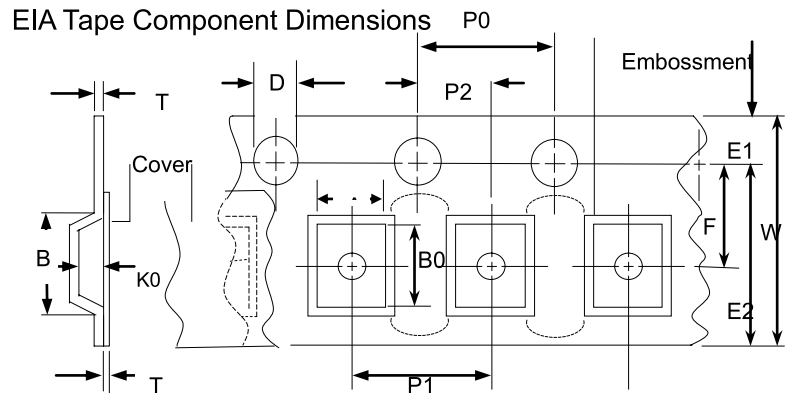 EIA Tape Component Dimensions
P0
D
P2
Embossment
T
Cover
E1
F
W
B
B0
K0
E2
P1
T